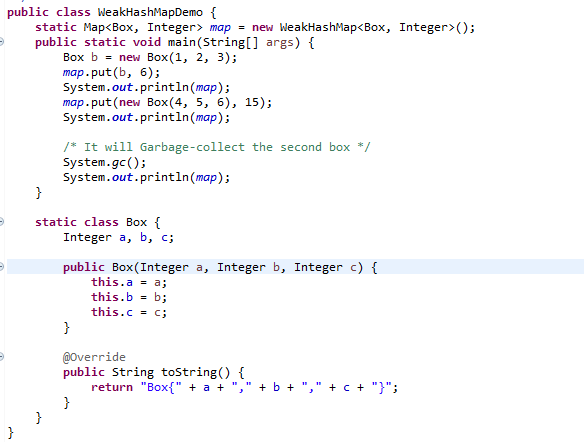 public class WeakHashMapDemo {
    static Map<Box, Integer> map = new WeakHashMap<Box, Integer>();
    public static void main(String[] args) {
        Box b = new Box(1, 2, 3);
        map.put(b, 6);
        System.out.println(map);
        map.put(new Box(4, 5, 6), 15);
        System.out.println(map);

        /* It will Garbage-collect the second box */
        System.gc();
        System.out.println(map);
    }

    static class Box {
        Integer a, b, c;

        public Box(Integer a, Integer b, Integer c) {
            this.a = a;
            this.b = b;
            this.c = c;
        }

        @Override
        public String toString() {
            return "Box{" + a + "," + b + "," + c + "}";
        }
    }
}